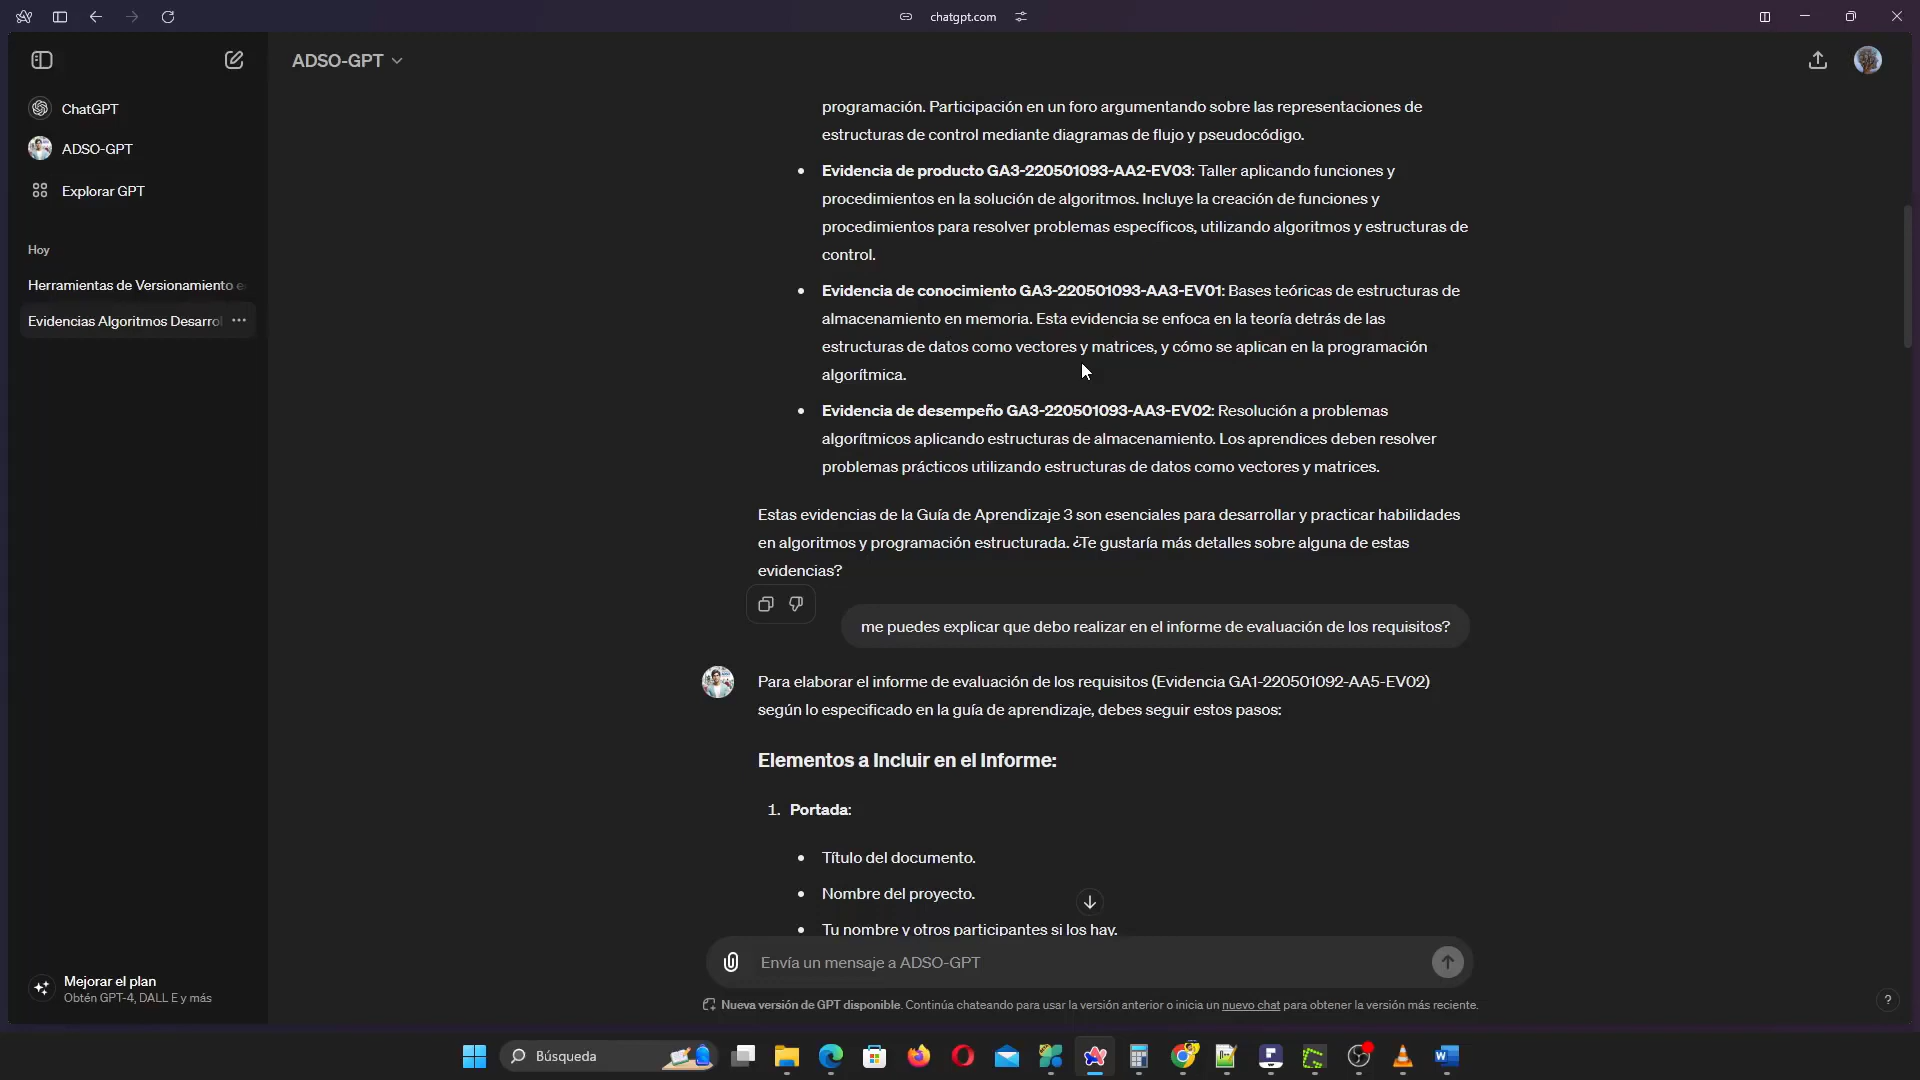 chatgpt.com
ADSO-GPT
ChatGPT
ADSO-GPT
Explorar GPT
Hoy
Herramientas de Versionamiento e
Evidencias Algoritmos Desarrol
programación. Participación en un foro argumentando sobre las representaciones de
estructuras de control mediante diagramas de flujo y pseudocódigo.
• Evidencia de producto GA3-220501093-AA2-EV03: Taller aplicando funciones y
procedimientos en la solución de algoritmos. Incluye la creación de funciones y
procedimientos para resolver problemas específicos, utilizando algoritmos y estructuras de
control.
• Evidencia de conocimiento GA3-220501093-AA3-EV01: Bases teóricas de estructuras de
almacenamiento en memoria. Esta evidencia se enfoca en la teoría detrás de las
estructuras de datos como vectores y matrices, y cómo se aplican en la programación
algorítmica.
• Evidencia de desempeño GA3-220501093-AA3-EV02: Resolución a problemas
algorítmicos aplicando estructuras de almacenamiento. Los aprendices deben resolver
problemas prácticos utilizando estructuras de datos como vectores y matrices.
Estas evidencias de la Guía de Aprendizaje 3 son esenciales para desarrollar y practicar habilidades
en algoritmos y programación estructurada. ¿Te gustaría más detalles sobre alguna de estas
evidencias?
me puedes explicar que debo realizar en el informe de evaluación de los requisitos?
Para elaborar el informe de evaluación de los requisitos (Evidencia GA1-220501092-AA5-EV02)
según lo especificado en la guía de aprendizaje, debes seguir estos pasos:
Elementos a Incluir en el Informe:
1. Portada:
• Título del documento.
• Nombre del proyecto.
• Tu nombre y otros participantes si los hay.
Envía un mensaje a ADSO-GPT
Nueva versión de GPT disponible. Continúa chateando para usar la versión anterior o inicia un nuevo chat para obtener la versión más reciente.
?
Mejorar el plan
Obtén GPT-4, DALL E y más
Búsqueda